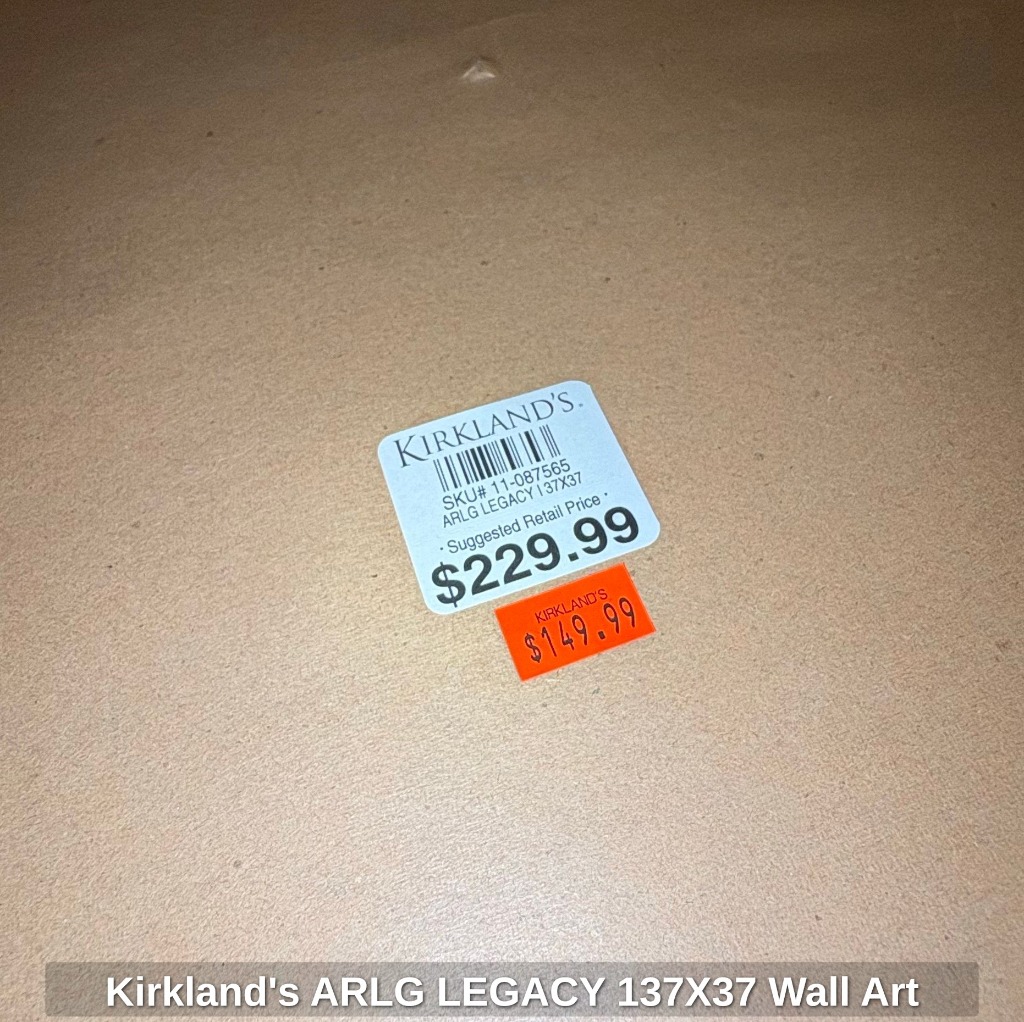 KIRKLAND'S.
SKU# 11-087565
ARLG LEGACY I 37X37
· Suggested Retail Price ·
$229.99
KIRKLAND'S
$149.99
Kirkland's ARLG LEGACY 137X37 Wall Art